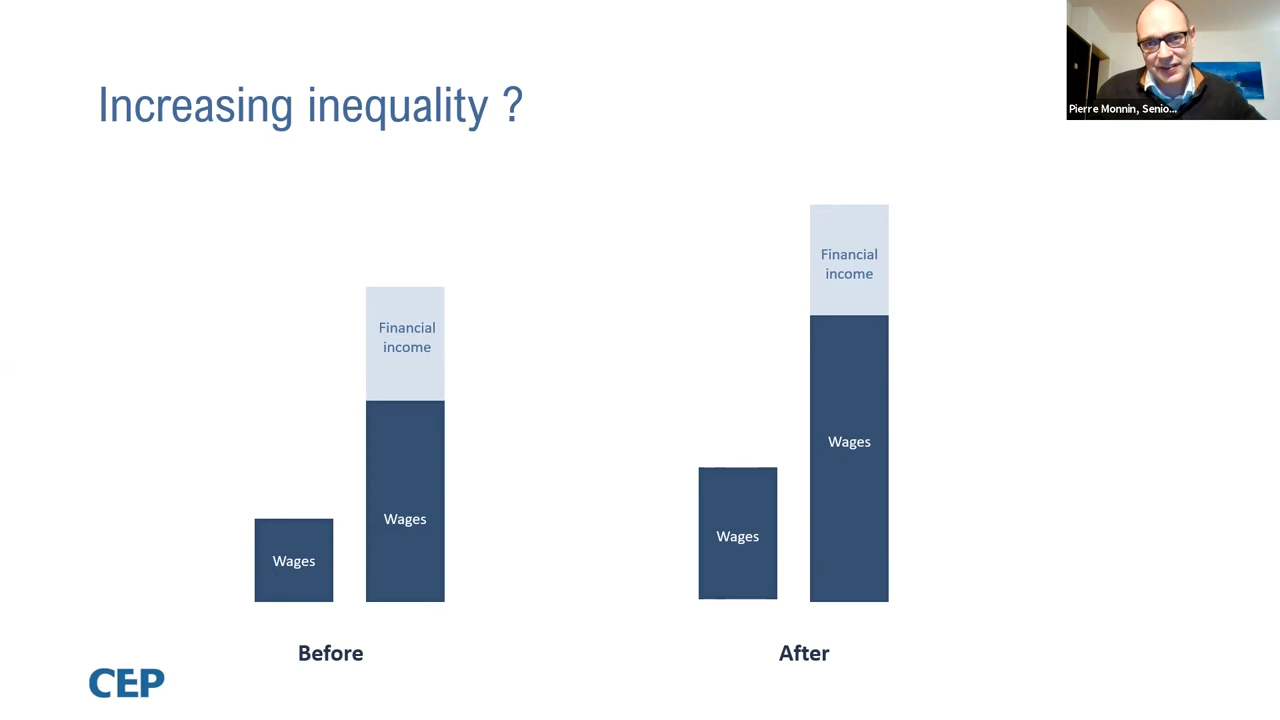 Increasing inequality ?
Pierre Monnin, Senio...
Financial
income
Wages
Wages
Before
Financial
income
Wages
Wages
After
CEP